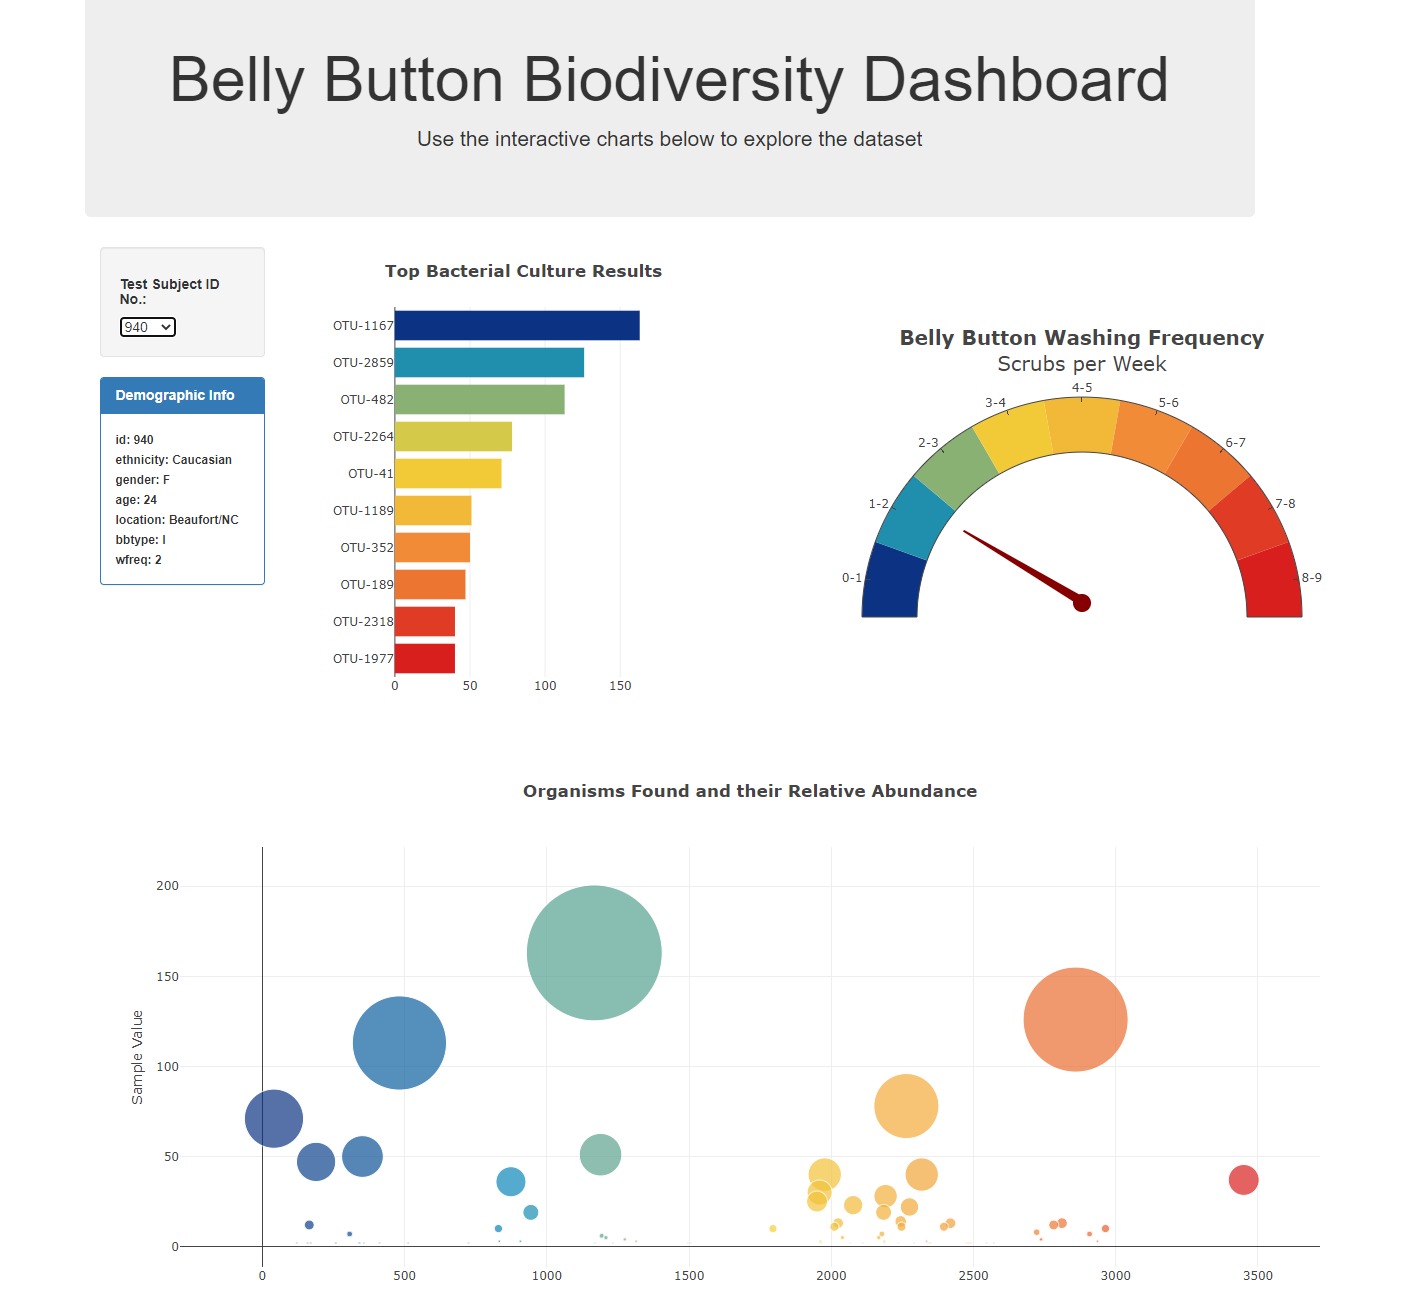 Belly Button Biodiversity Dashboard
Use the interactive charts below to explore the dataset
Test Subject ID
No.:
940
Demographic Info
id: 940
ethnicity: Caucasian
gender: F
age: 24
location: Beaufort/NC
bbtype: I
wfreq: 2
Top Bacterial Culture Results
OTU-1167
OTU-2859
OTU-482
OTU-2264
OTU-41
OTU-1189
OTU-352
OTU-189
OTU-2318
OTU-1977
0 50 100 150
Belly Button Washing Frequency
Scrubs per Week
0-1
1-2
2-3
3-4
4-5
5-6
6-7
7-8
8-9
Organisms Found and their Relative Abundance
Sample Value
200
150
100
50
0
0 500 1000 1500 2000 2500 3000 3500